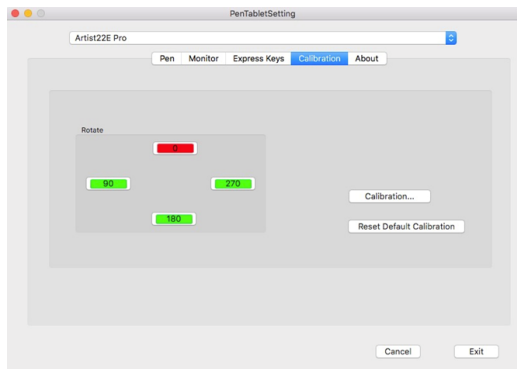 PenTabletSetting
Artist22E Pro
Pen Monitor Express Keys Calibration About
Rotate
0
90 270
180
Calibration...
Reset Default Calibration
Cancel Exit